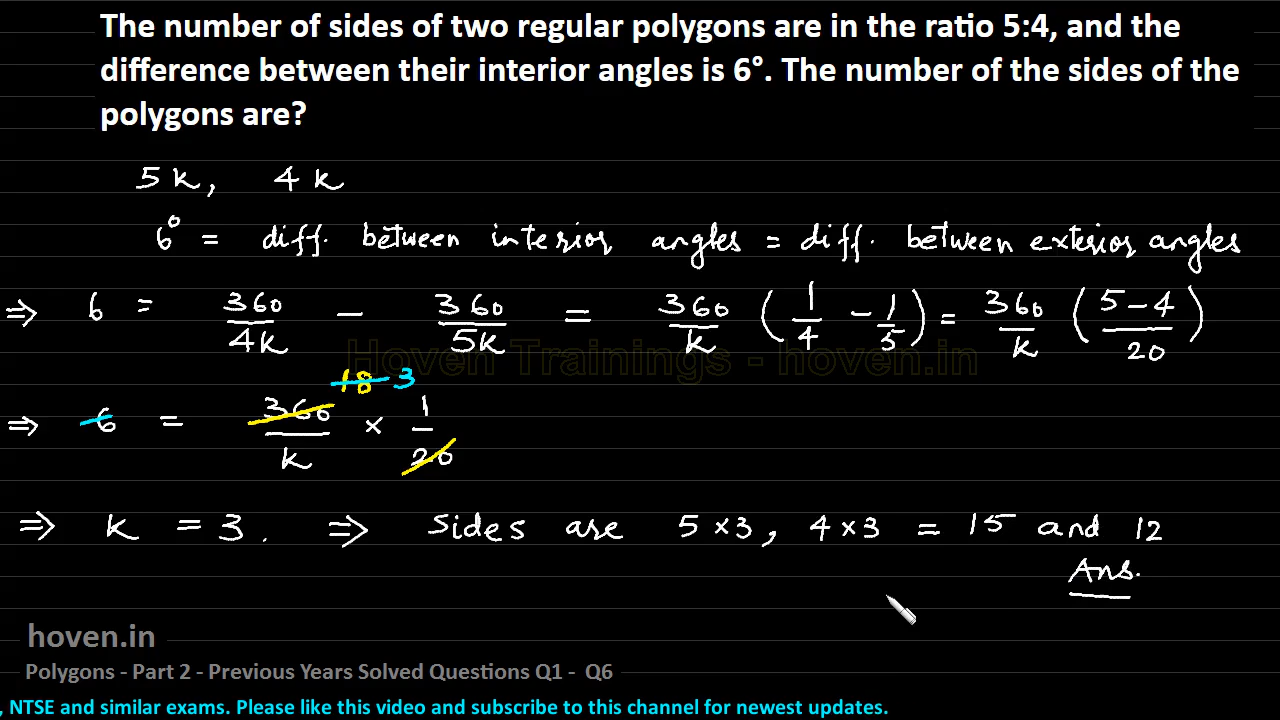 The number of sides of two regular polygons are in the ratio 5:4, and the
difference between their interior angles is 6°. The number of the sides of the
polygons are?
5k, 4k
6° = diff. between interior angles = diff. between exterior angles
⇒ 6 = 360/4k − 360/5k = 360/k (1/4 − 1/5) = 360/k (5−4/20)
Hoven Trainings - hoven.in
18 3
⇒ 6 = 360/k × 1/20
⇒ k = 3. ⇒ Sides are 5×3, 4×3 = 15 and 12
Ans.
hoven.in
Polygons - Part 2 - Previous Years Solved Questions Q1 - Q6
, NTSE and similar exams. Please like this video and subscribe to this channel for newest updates.